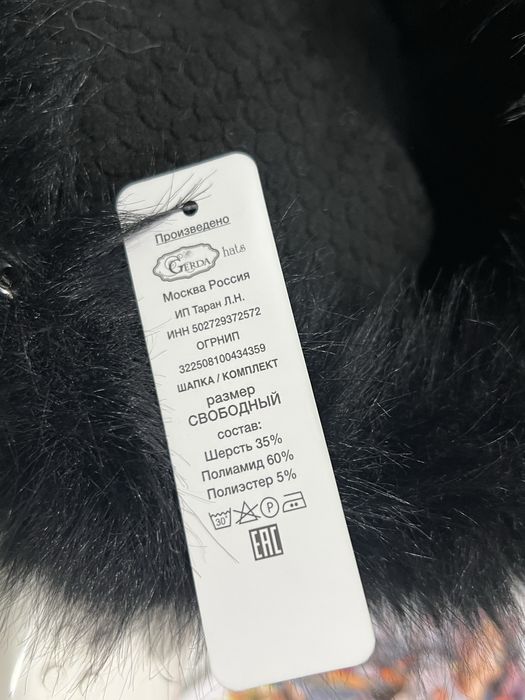 Произведено
GERDA hats
Москва Россия
ИП Таран Л.Н.
ИНН 502729372572
ОГРНИП
322508100434359
ШАПКА / КОМПЛЕКТ
размер
СВОБОДНЫЙ
состав:
Шерсть 35%
Полиамид 60%
Полиэстер 5%
30° P
EAC